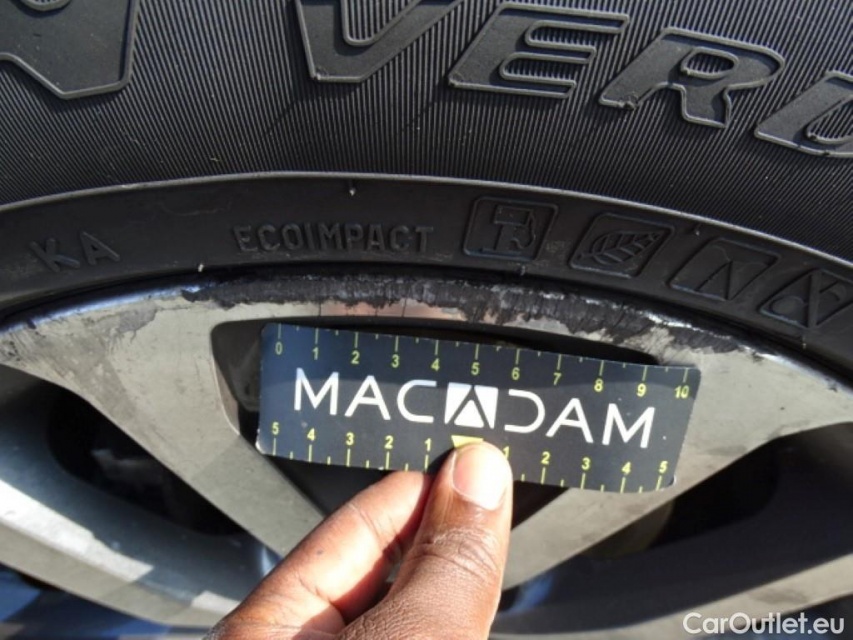 VER
KA ECOIMPACT
0 1 2 3 4 5 6 7 8 9 10
MACADAM
5 4 3 2 1 1 2 3 4 5
CarOutlet.eu